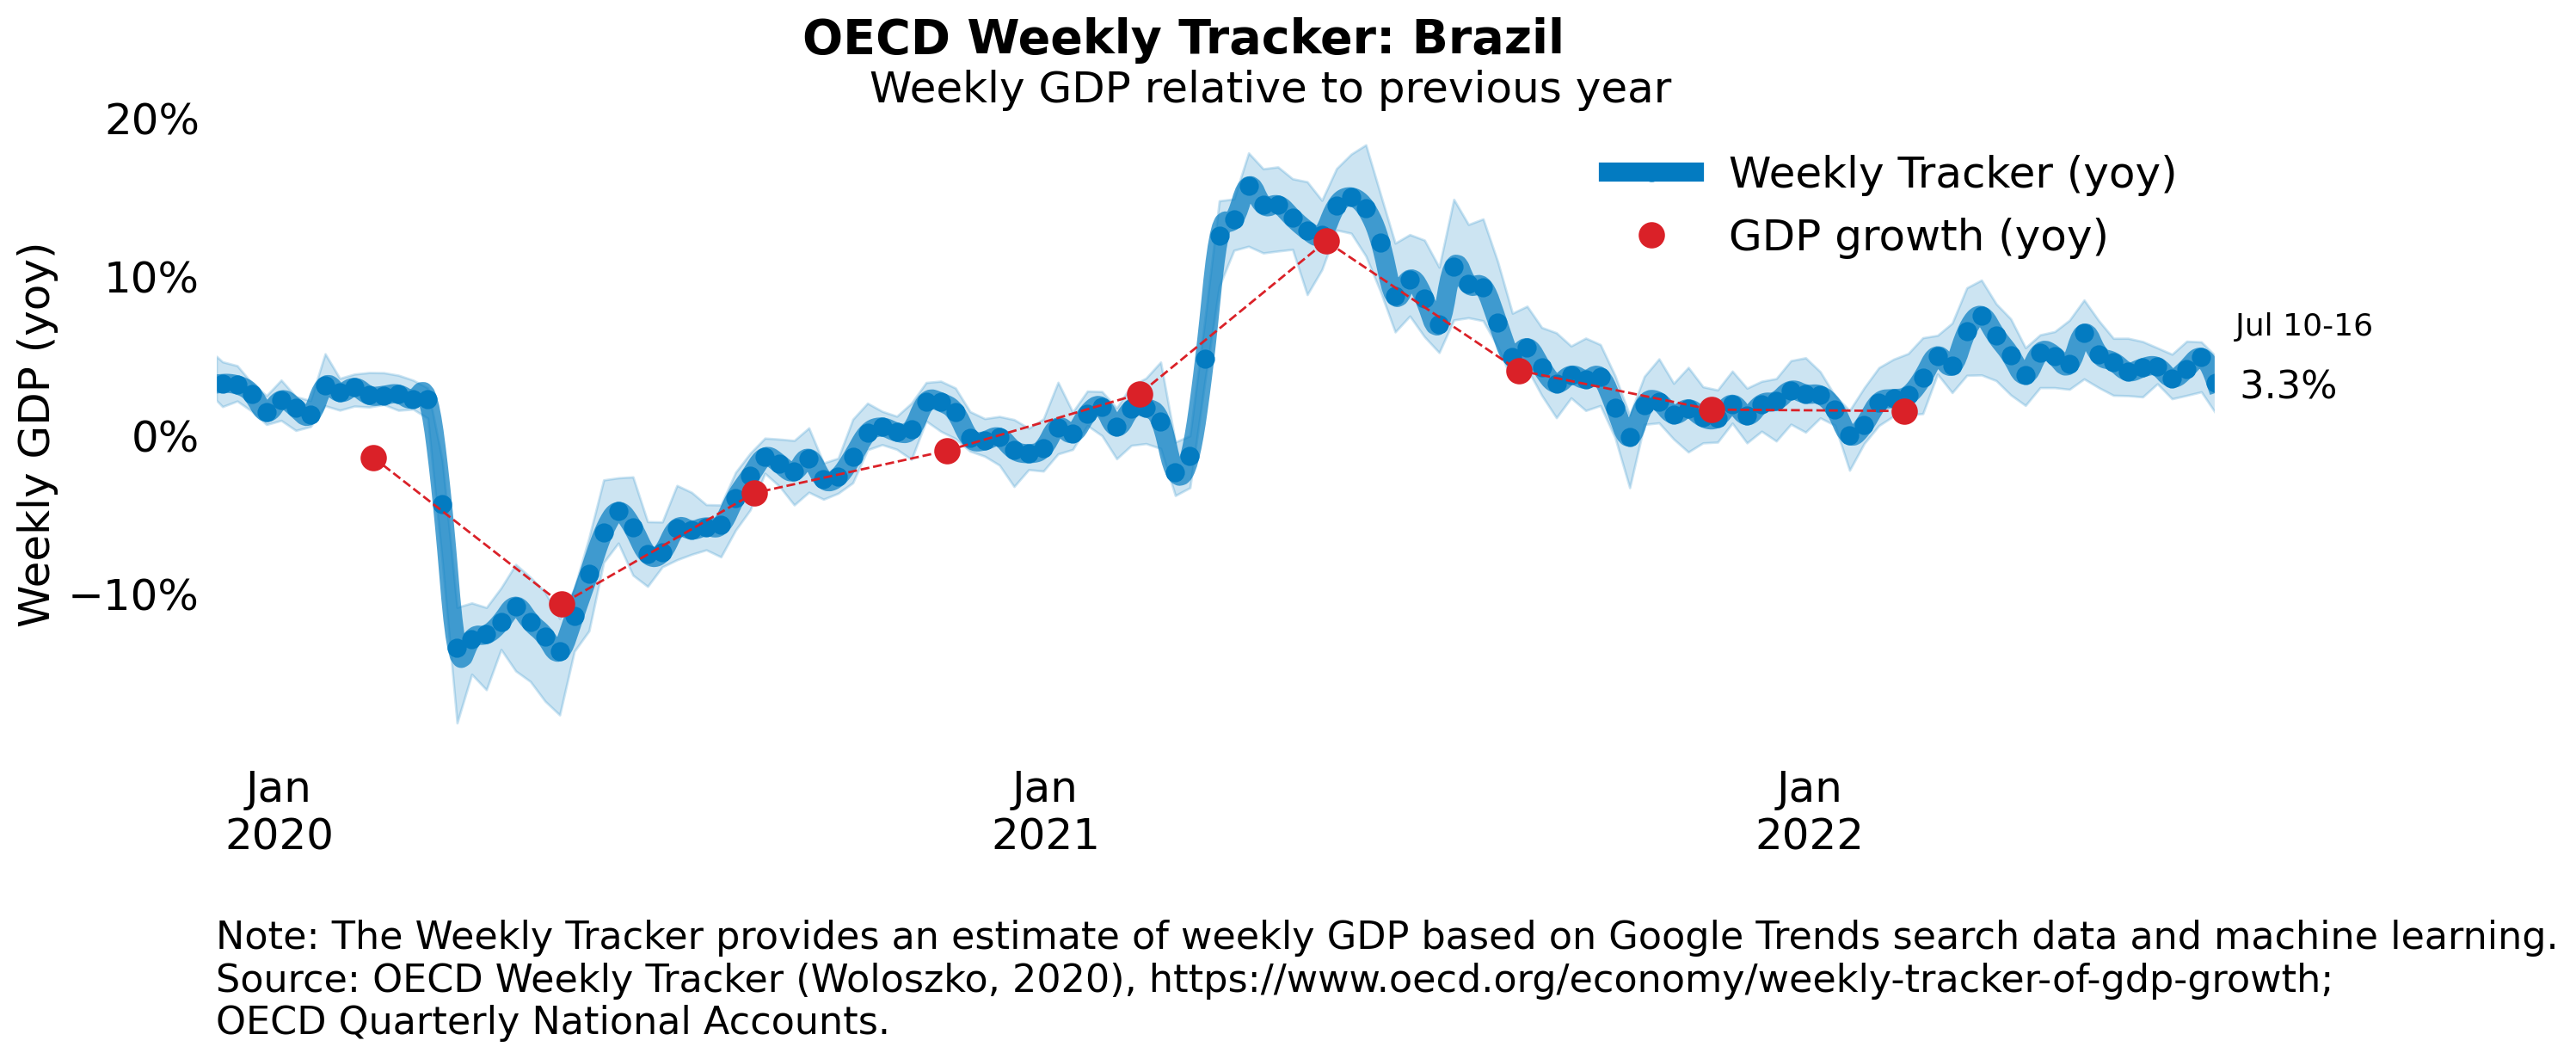 OECD Weekly Tracker: Brazil
Weekly GDP relative to previous year
20%
10%
0%
−10%
Weekly GDP (yoy)
Weekly Tracker (yoy)
GDP growth (yoy)
Jul 10-16
3.3%
Jan
2020
Jan
2021
Jan
2022
Note: The Weekly Tracker provides an estimate of weekly GDP based on Google Trends search data and machine learning.
Source: OECD Weekly Tracker (Woloszko, 2020), https://www.oecd.org/economy/weekly-tracker-of-gdp-growth;
OECD Quarterly National Accounts.